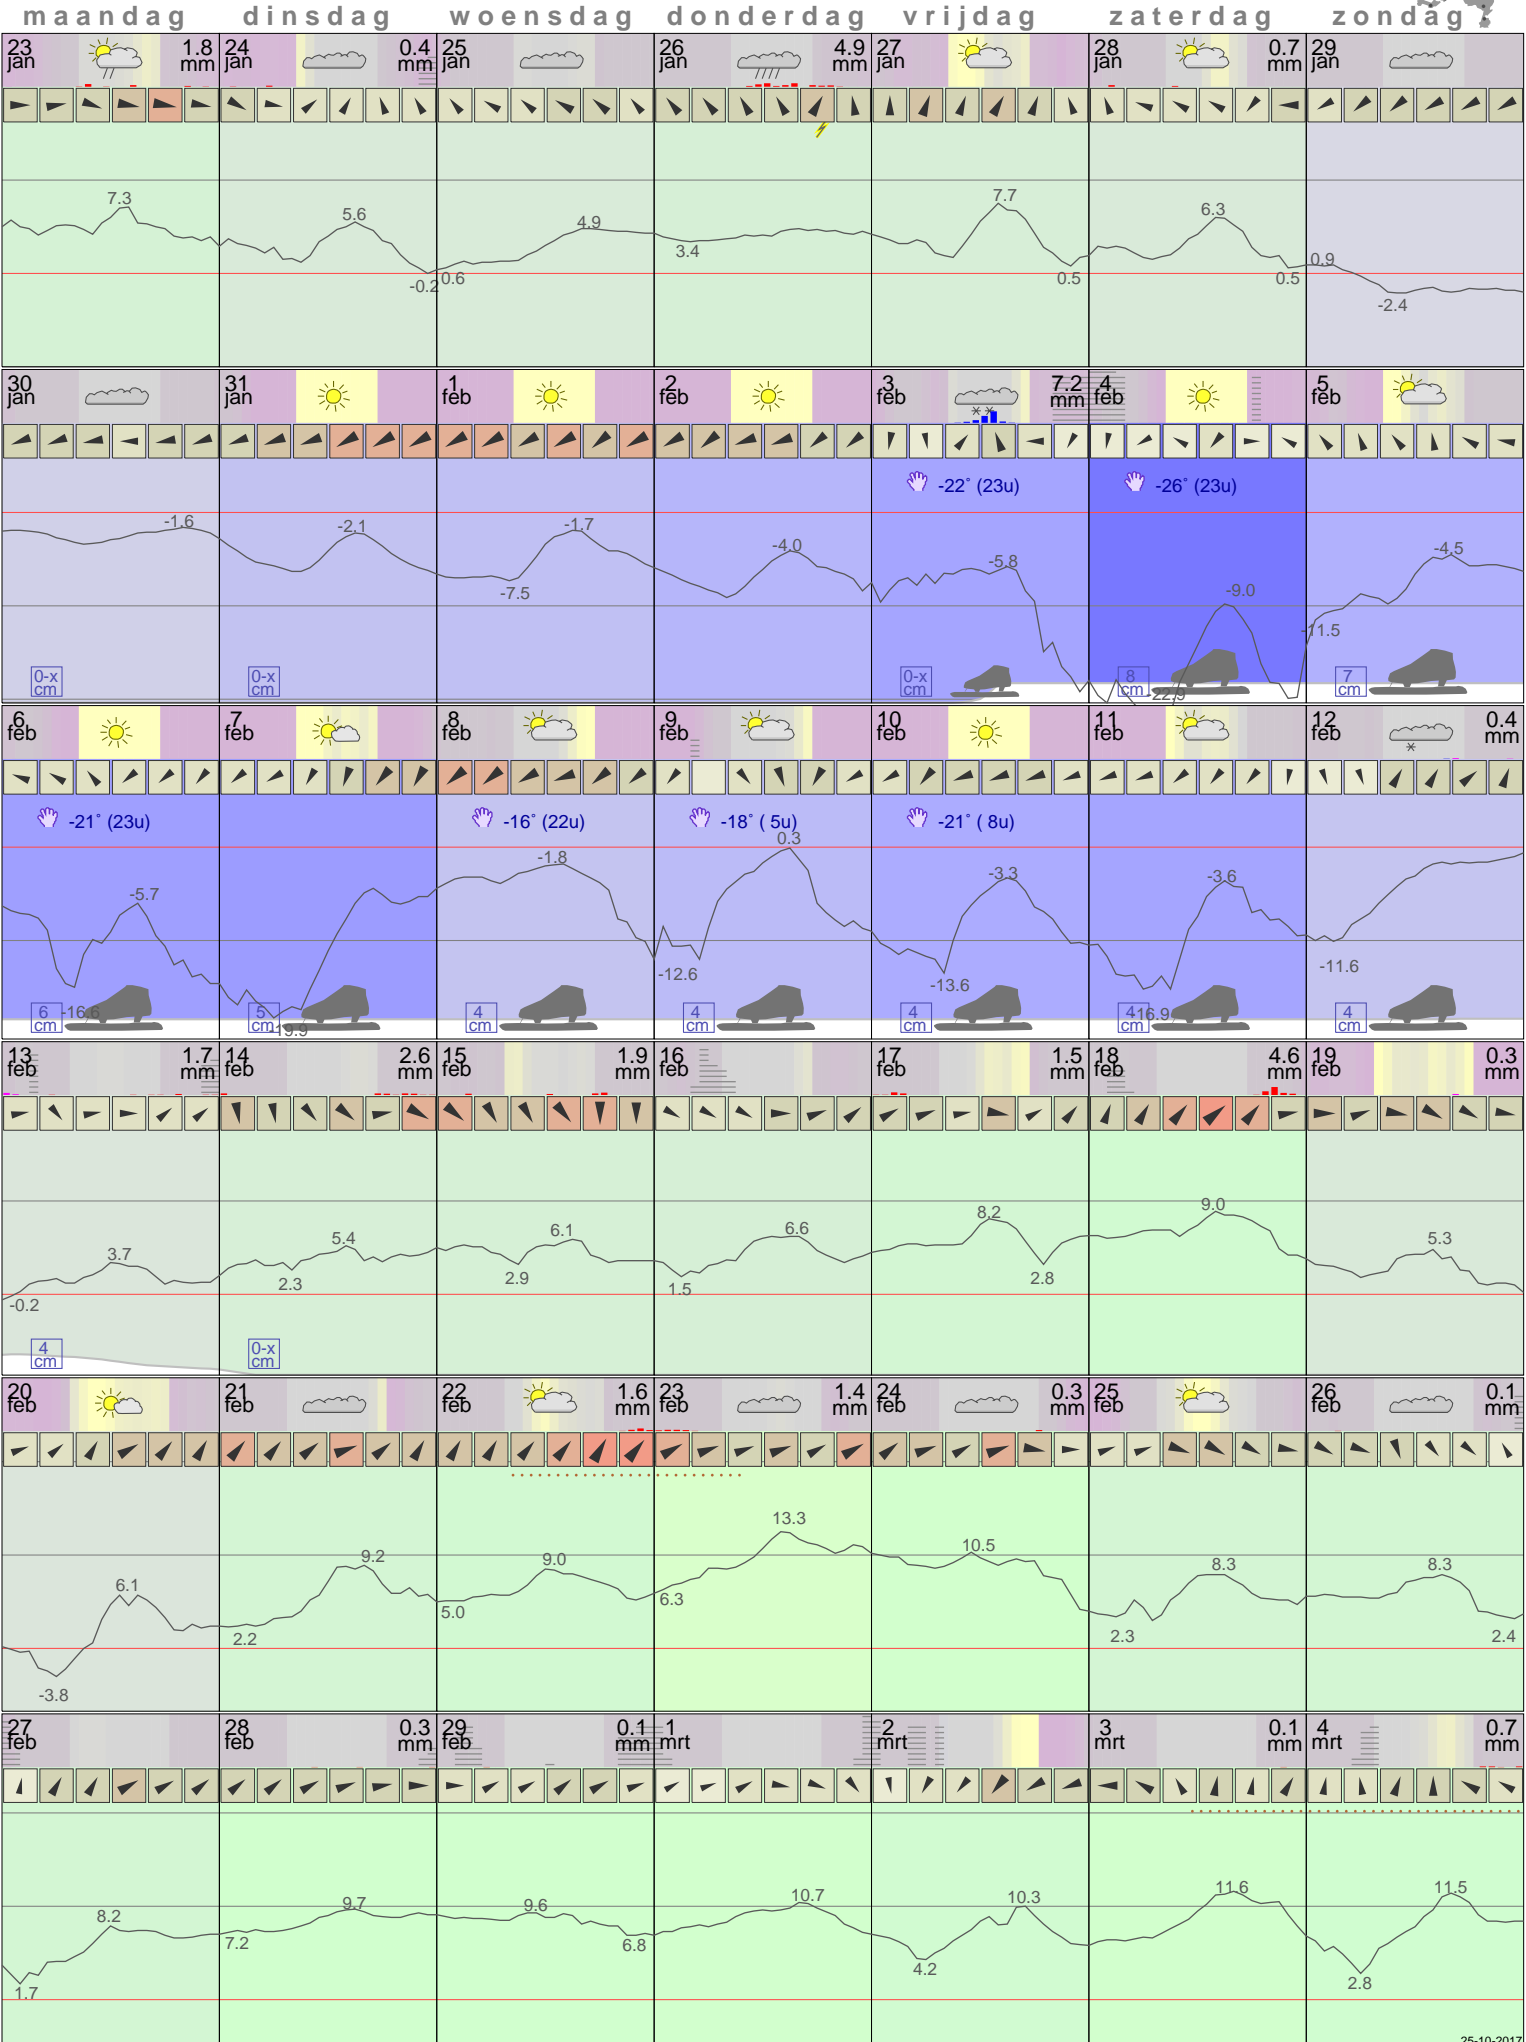 maandag dinsdag woensdag donderdag vrijdag zaterdag zondag
23 jan 1.8 mm 24 jan 0.4 mm 25 jan 26 jan 4.9 mm 27 jan 28 jan 0.7 mm 29 jan
7.3 5.6 -0.2 0.6 4.9 3.4 7.7 0.5 6.3 0.5 0.9 -2.4
30 jan 31 jan 1 feb 2 feb 3 feb 7.2 mm 4 feb 5 feb
-22° (23u) -26° (23u)
-1.6 -2.1 -7.5 -1.7 -4.0 -5.8 -22.9 -9.0 -11.5 -4.5
0-x cm 0-x cm 0-x cm 8 cm 7 cm
6 feb 7 feb 8 feb 9 feb 10 feb 11 feb 12 feb 0.4 mm
-21° (23u) -16° (22u) -18° ( 5u) -21° ( 8u)
-16.6 -5.7 -19.9 -1.8 -12.6 0.3 -13.6 -3.3 -16.9 -3.6 -11.6
6 cm 5 cm 4 cm 4 cm 4 cm 4 cm 4 cm
13 feb 1.7 mm 14 feb 2.6 mm 15 feb 1.9 mm 16 feb 17 feb 1.5 mm 18 feb 4.6 mm 19 feb 0.3 mm
-0.2 3.7 2.3 5.4 2.9 6.1 1.5 6.6 8.2 2.8 9.0 5.3
4 cm 0-x cm
20 feb 21 feb 22 feb 1.6 mm 23 feb 1.4 mm 24 feb 0.3 mm 25 feb 26 feb 0.1 mm
-3.8 6.1 2.2 9.2 5.0 9.0 6.3 13.3 10.5 2.3 8.3 8.3 2.4
27 feb 28 feb 0.3 mm 29 feb 0.1 mm 1 mrt 2 mrt 3 mrt 0.1 mm 4 mrt 0.7 mm
1.7 8.2 7.2 9.7 9.6 6.8 10.7 4.2 10.3 11.6 2.8 11.5
25-10-2017